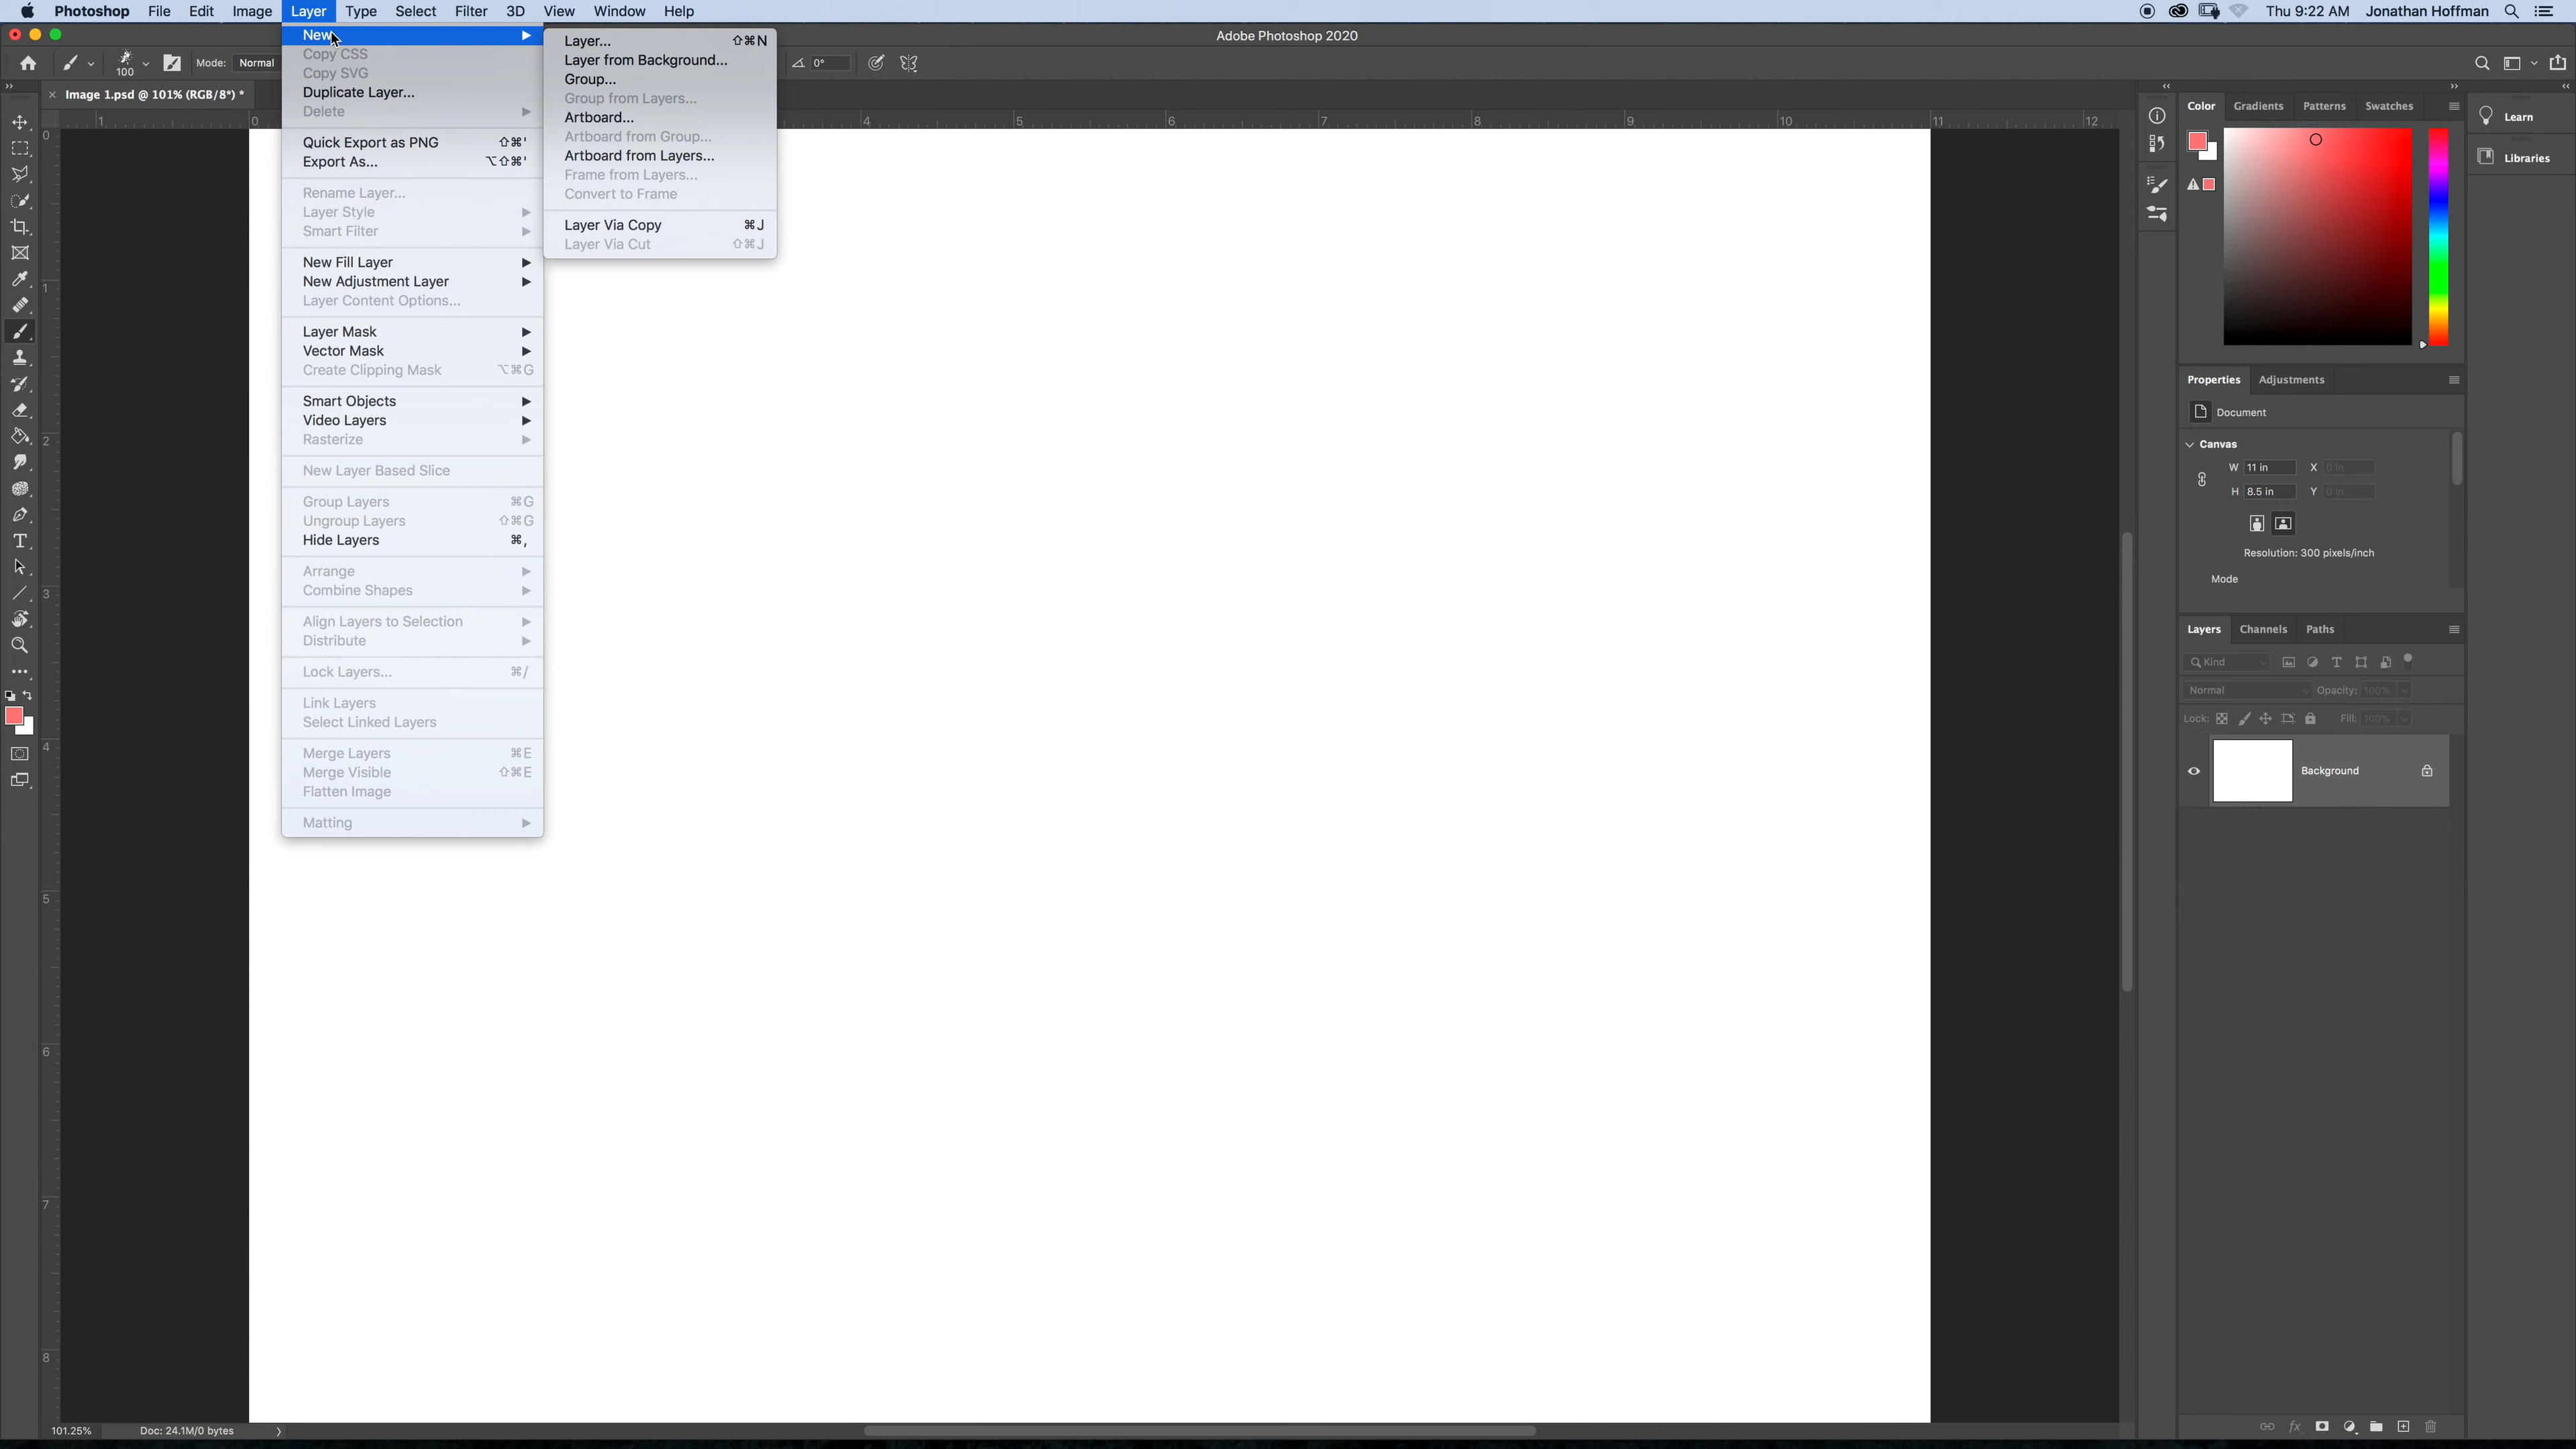 Photoshop File Edit Image Layer Type Select Filter 3D View Window Help Thu 9:22 AM Jonathan Hoffman
Adobe Photoshop 2020
100 Mode: Normal 0°
× Image 1.psd @ 101% (RGB/8*) *
New
Copy CSS
Copy SVG
Duplicate Layer...
Delete
Quick Export as PNG ⇧⌘'
Export As... ⌥⇧⌘'
Rename Layer...
Layer Style
Smart Filter
New Fill Layer
New Adjustment Layer
Layer Content Options...
Layer Mask
Vector Mask
Create Clipping Mask ⌥⌘G
Smart Objects
Video Layers
Rasterize
New Layer Based Slice
Group Layers ⌘G
Ungroup Layers ⇧⌘G
Hide Layers ⌘,
Arrange
Combine Shapes
Align Layers to Selection
Distribute
Lock Layers... ⌘/
Link Layers
Select Linked Layers
Merge Layers ⌘E
Merge Visible ⇧⌘E
Flatten Image
Matting
Layer... ⇧⌘N
Layer from Background...
Group...
Group from Layers...
Artboard...
Artboard from Group...
Artboard from Layers...
Frame from Layers...
Convert to Frame
Layer Via Copy ⌘J
Layer Via Cut ⇧⌘J
1 0 4 5 6 7 8 9 10 11 12
0
1
2
3
4
5
6
7
8
Color Gradients Patterns Swatches
Learn
Libraries
Properties Adjustments
Document
Canvas
W 11 in X 0 in
H 8.5 in Y 0 in
Resolution: 300 pixels/inch
Mode
Layers Channels Paths
Kind
Normal Opacity: 100%
Lock: Fill: 100%
Background
fx
101.25% Doc: 24.1M/0 bytes